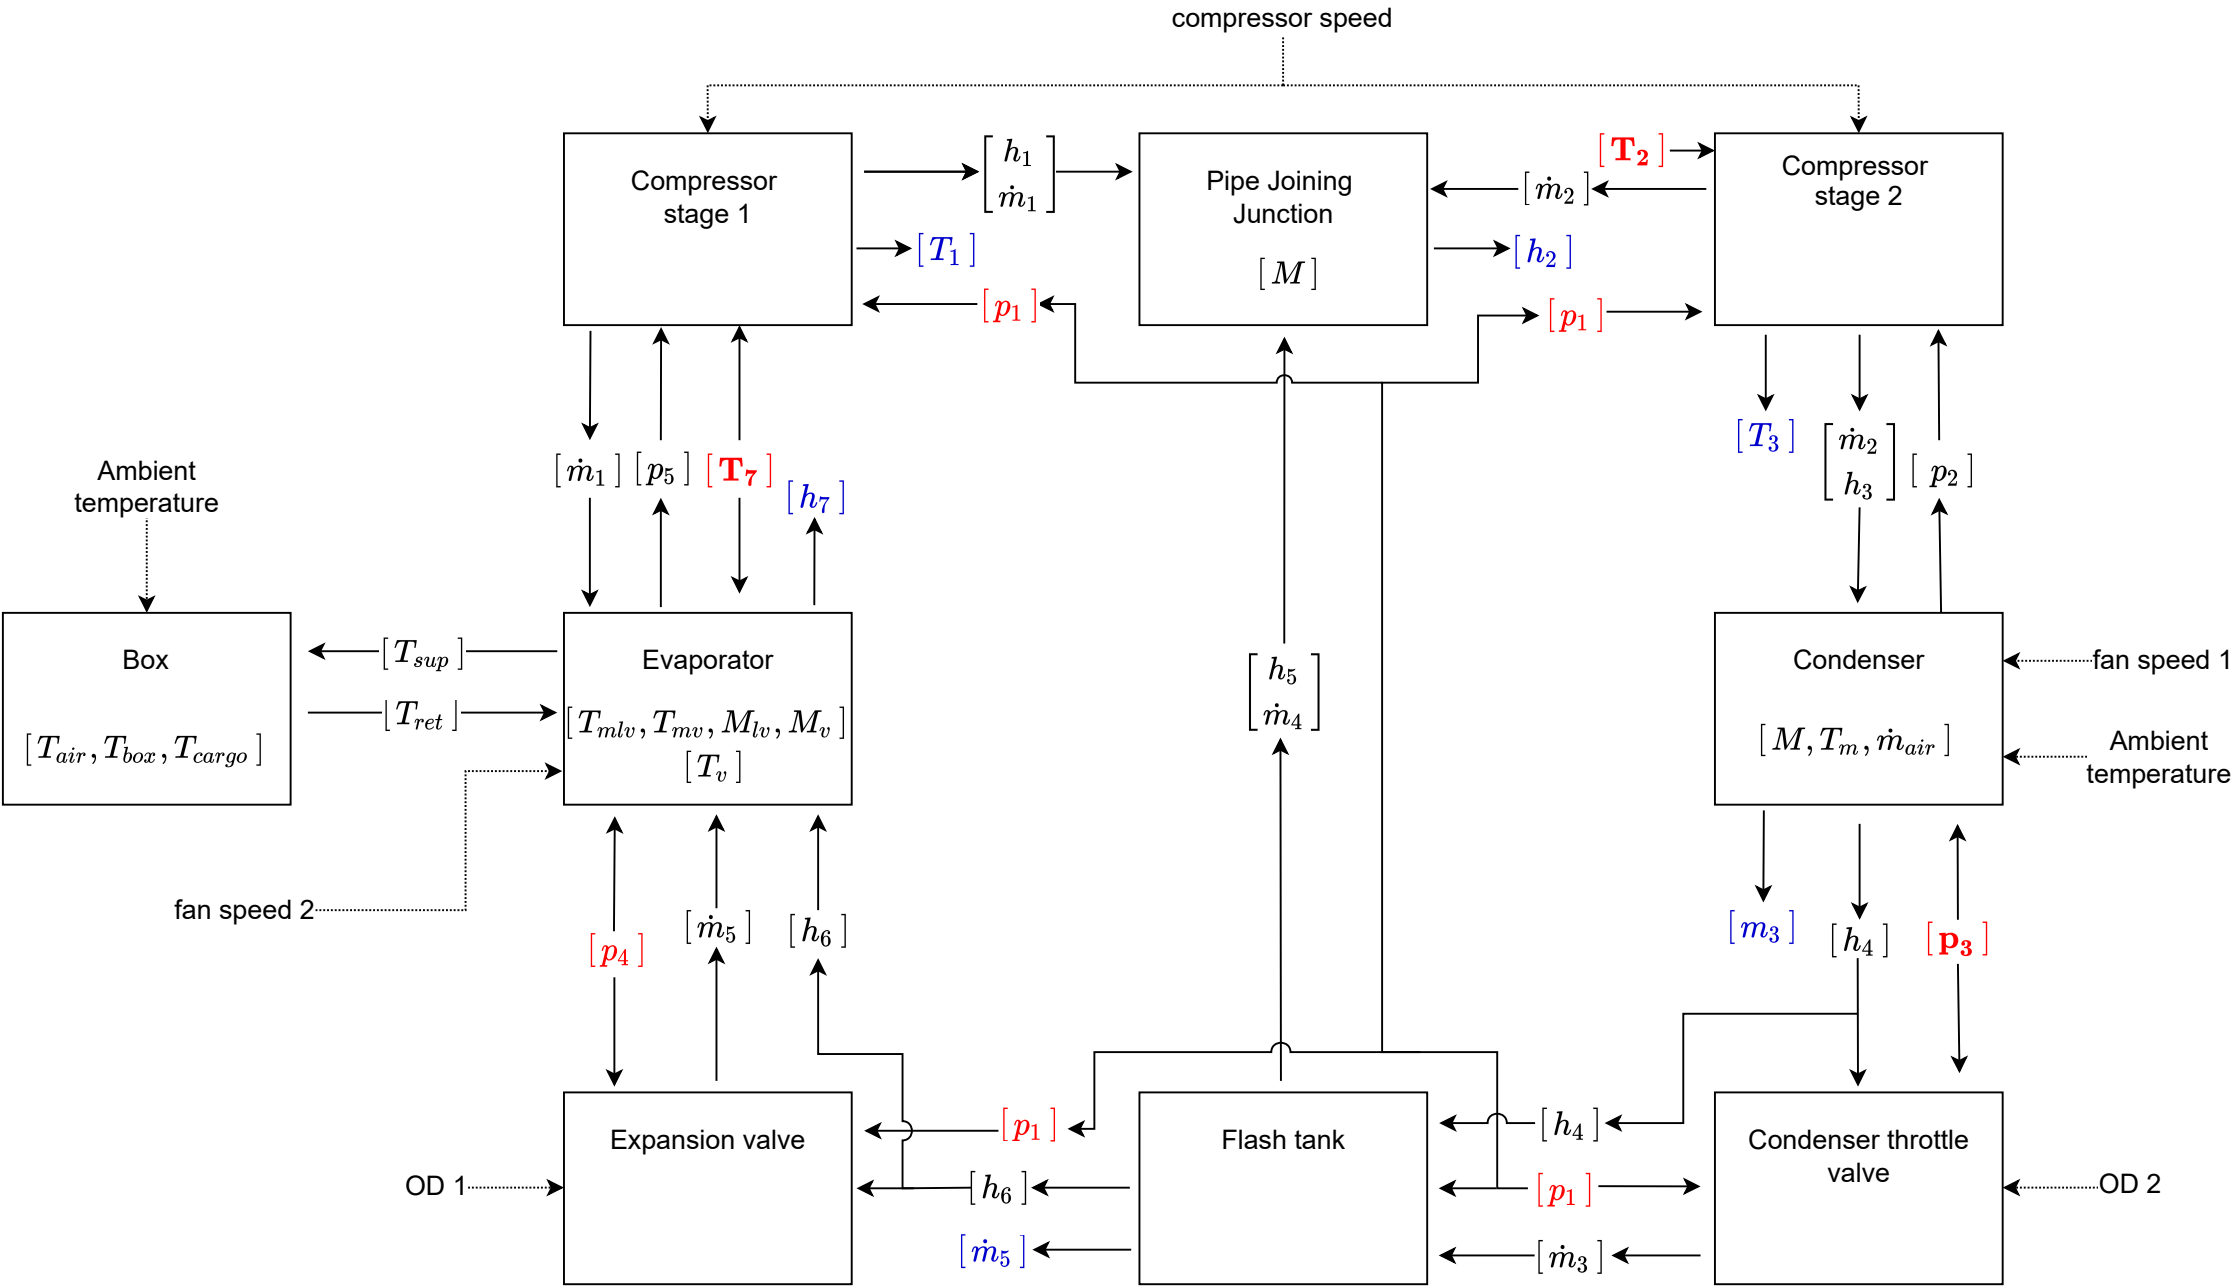 compressor speed
Compressor
stage 1
[h₁
ṁ₁]
[T₁]
[p₁]
Pipe Joining
Junction
[M]
[𝐓₂]
[ṁ₂]
[h₂]
[p₁]
Compressor
stage 2
[ṁ₁]
[p₅]
[𝐓₇]
[h₇]
[T₃]
[ṁ₂
h₃]
[p₂]
Ambient
temperature
Box
[T_air, T_box, T_cargo]
[T_sup]
[T_ret]
Evaporator
[T_mlv, T_mv, M_lv, M_v]
[T_v]
[h₅
ṁ₄]
Condenser
[M, T_m, ṁ_air]
fan speed 1
Ambient
temperature
fan speed 2
[p₄]
[ṁ₅]
[h₆]
[m₃]
[h₄]
[𝐩₃]
Expansion valve
OD 1
[p₁]
[h₆]
[ṁ₅]
Flash tank
[h₄]
[p₁]
[ṁ₃]
Condenser throttle
valve
OD 2